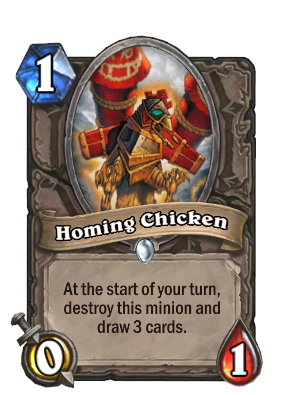 1
Homing Chicken
At the start of your turn,
destroy this minion and
draw 3 cards.
0
1